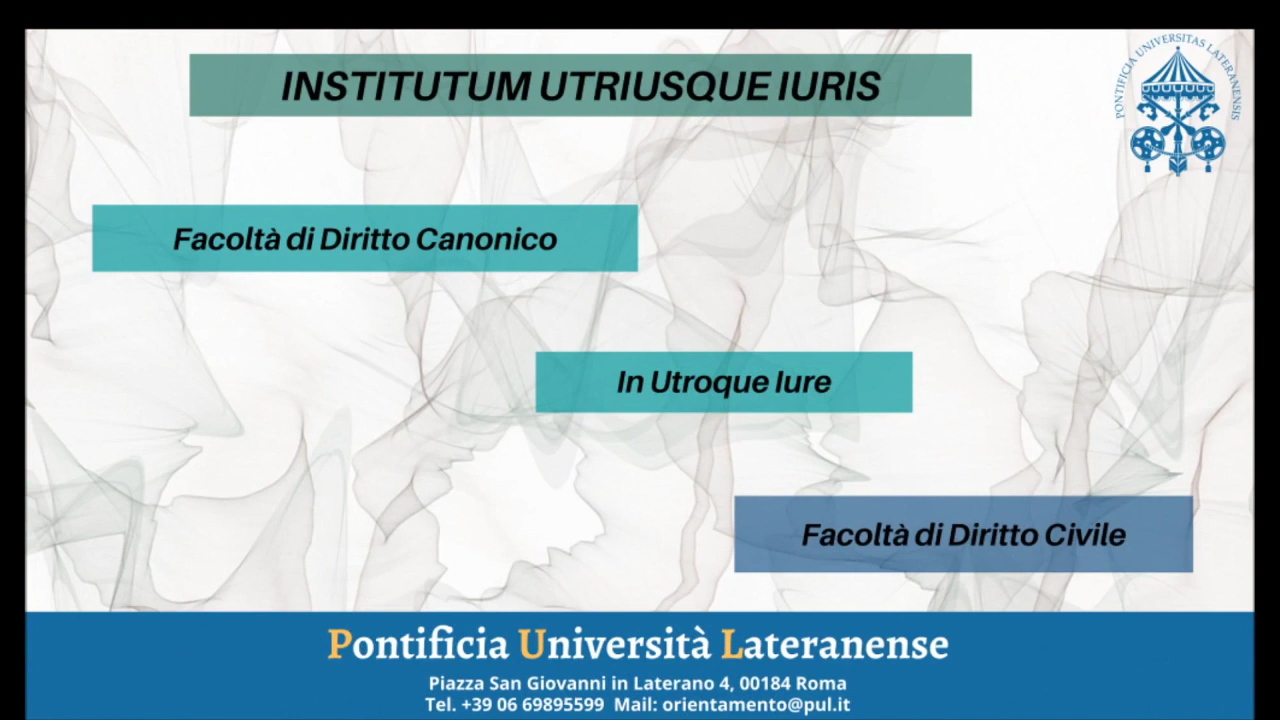 INSTITUTUM UTRIUSQUE IURIS
PONTIFICIA UNIVERSITAS LATERANENSIS
Facoltà di Diritto Canonico
In Utroque Iure
Facoltà di Diritto Civile
Pontificia Università Lateranense
Piazza San Giovanni in Laterano 4, 00184 Roma
Tel. +39 06 69895599 Mail: orientamento@pul.it